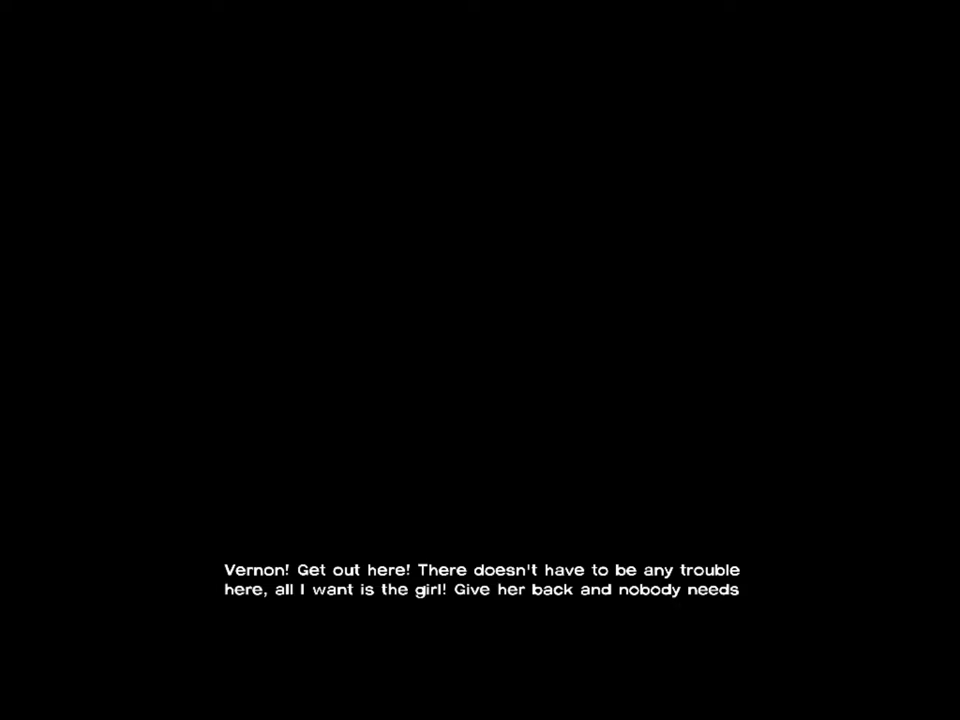 Vernon! Get out here! There doesn't have to be any trouble
here, all I want is the girl! Give her back and nobody needs